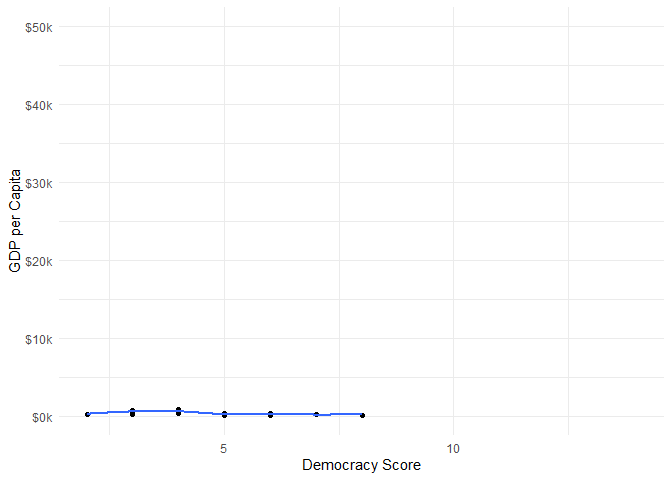 $50k
$40k
$30k
$20k
$10k
$0k
GDP per Capita
5 10
Democracy Score